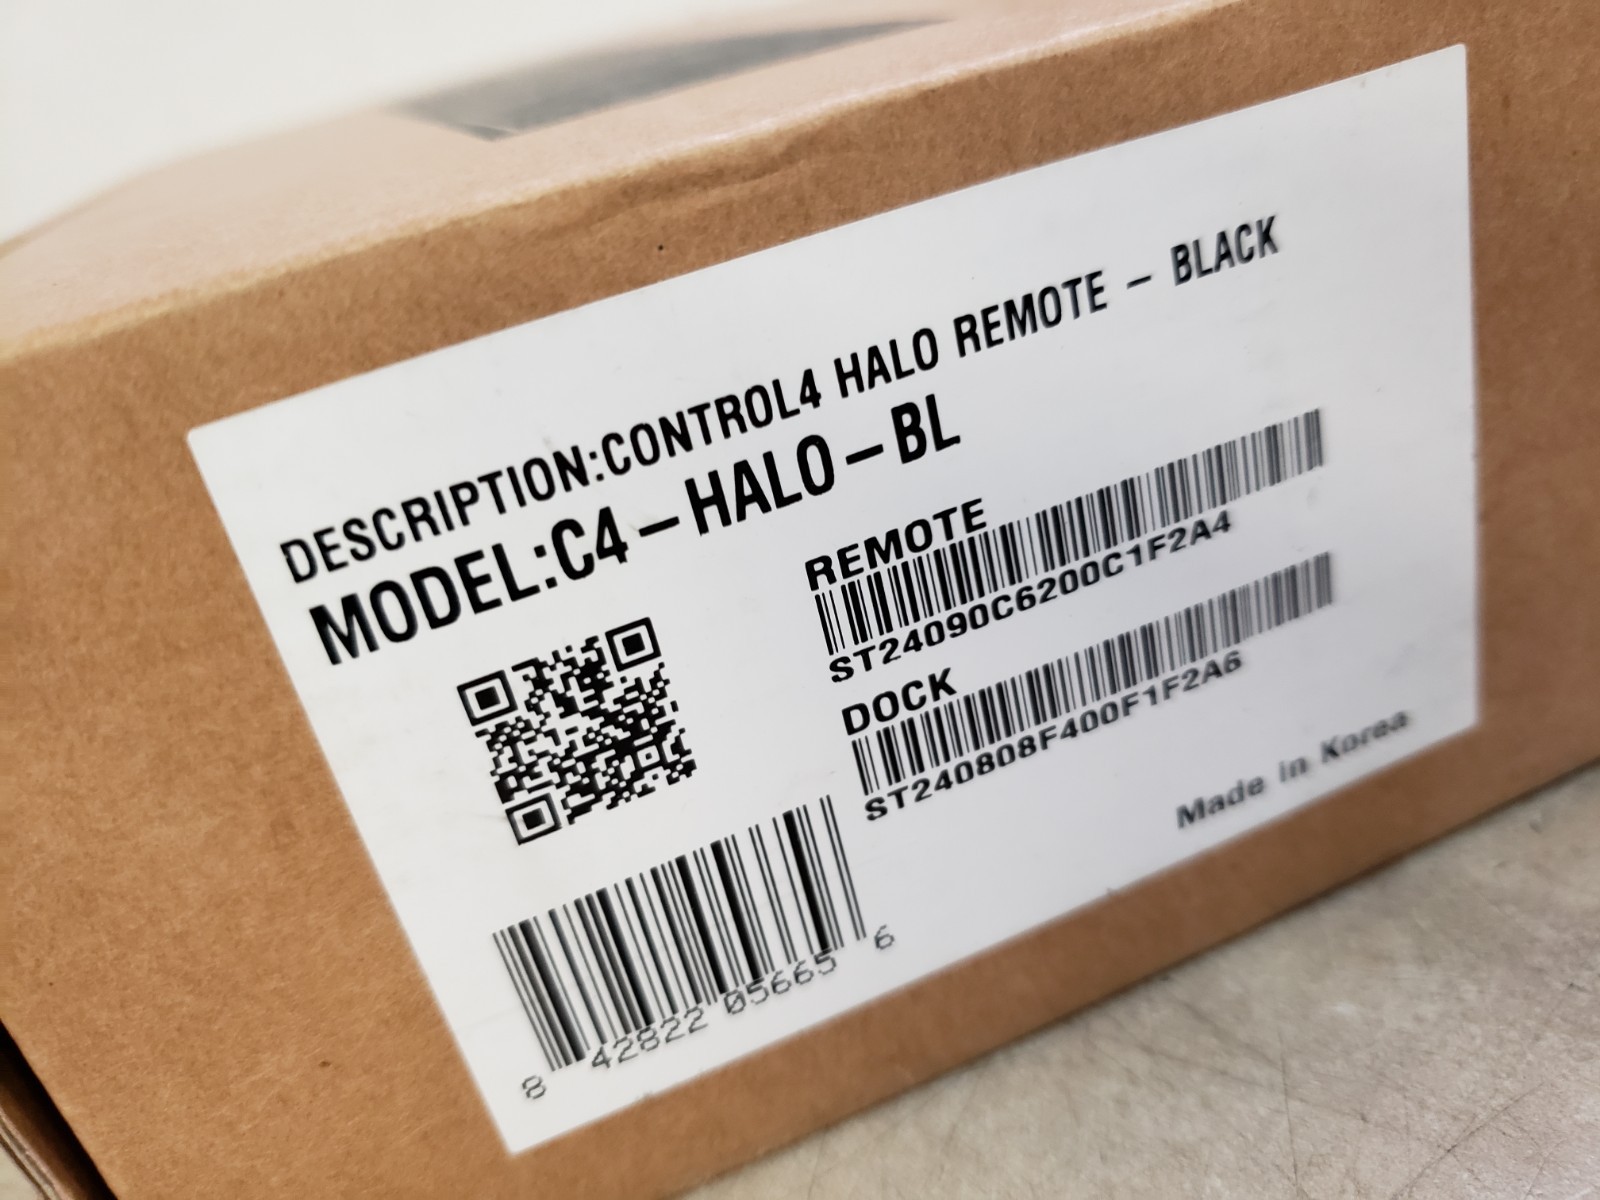 DESCRIPTION:CONTROL4 HALO REMOTE - BLACK
MODEL:C4-HALO-BL
REMOTE
ST24090C6200C1F2A4
DOCK
ST240808F400F1F2A6
Made in Korea
8 42822 05665 6